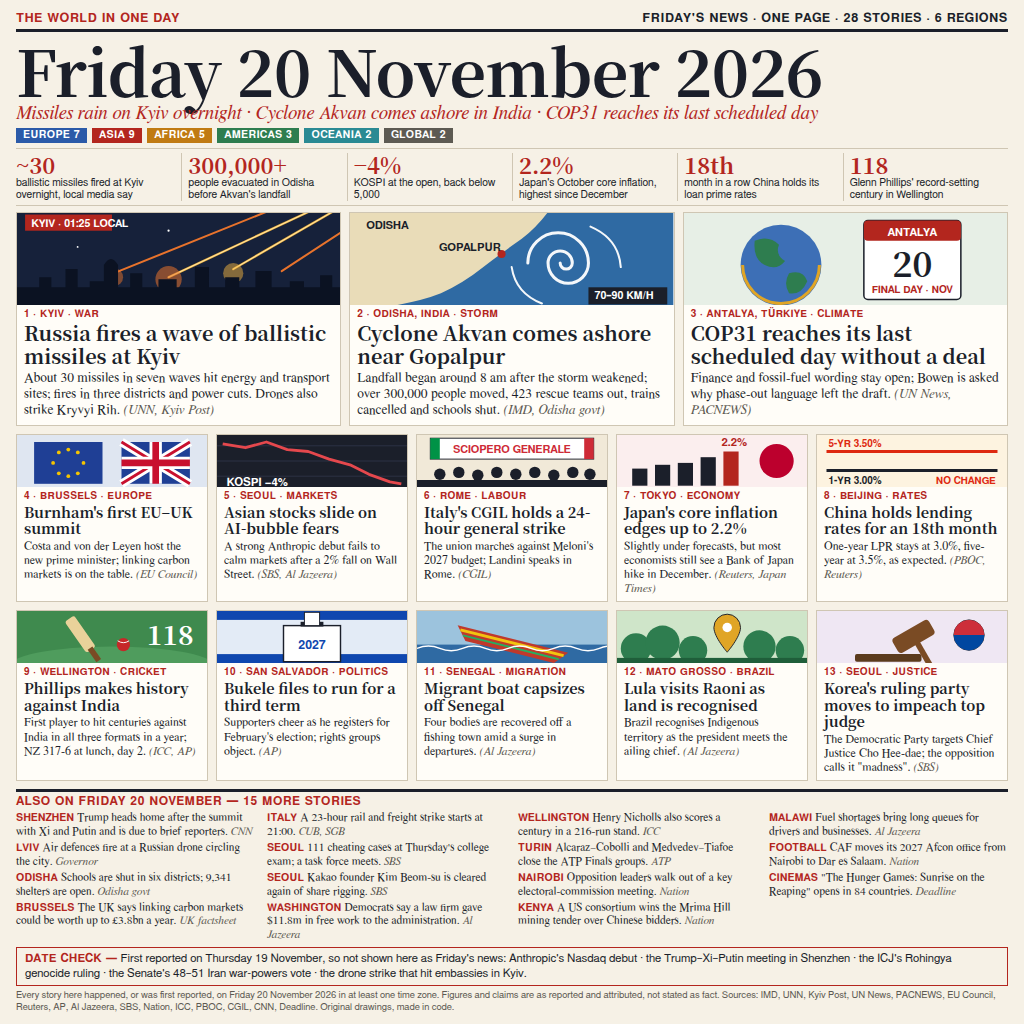 THE WORLD IN ONE DAY
FRIDAY'S NEWS · ONE PAGE · 28 STORIES · 6 REGIONS
Friday 20 November 2026
Missiles rain on Kyiv overnight · Cyclone Akvan comes ashore in India · COP31 reaches its last scheduled day
EUROPE 7 ASIA 9 AFRICA 5 AMERICAS 3 OCEANIA 2 GLOBAL 2
~30
ballistic missiles fired at Kyiv
overnight, local media say
300,000+
people evacuated in Odisha
before Akvan's landfall
−4%
KOSPI at the open, back below
5,000
2.2%
Japan's October core inflation,
highest since December
18th
month in a row China holds its
loan prime rates
118
Glenn Phillips' record-setting
century in Wellington
KYIV · 01:25 LOCAL
1 · KYIV · WAR
Russia fires a wave of ballistic
missiles at Kyiv
About 30 missiles in seven waves hit energy and transport
sites; fires in three districts and power cuts. Drones also
strike Kryvyi Rih. (UNN, Kyiv Post)
ODISHA
GOPALPUR
70–90 KM/H
2 · ODISHA, INDIA · STORM
Cyclone Akvan comes ashore
near Gopalpur
Landfall began around 8 am after the storm weakened;
over 300,000 people moved, 423 rescue teams out, trains
cancelled and schools shut. (IMD, Odisha govt)
ANTALYA
20
FINAL DAY · NOV
3 · ANTALYA, TÜRKIYE · CLIMATE
COP31 reaches its last
scheduled day without a deal
Finance and fossil-fuel wording stay open; Bowen is asked
why phase-out language left the draft. (UN News,
PACNEWS)
4 · BRUSSELS · EUROPE
Burnham's first EU–UK
summit
Costa and von der Leyen host the
new prime minister; linking carbon
markets is on the table. (EU Council)
KOSPI −4%
5 · SEOUL · MARKETS
Asian stocks slide on
AI-bubble fears
A strong Anthropic debut fails to
calm markets after a 2% fall on Wall
Street. (SBS, Al Jazeera)
SCIOPERO GENERALE
6 · ROME · LABOUR
Italy's CGIL holds a 24-
hour general strike
The union marches against Meloni's
2027 budget; Landini speaks in
Rome. (CGIL)
2.2%
7 · TOKYO · ECONOMY
Japan's core inflation
edges up to 2.2%
Slightly under forecasts, but most
economists still see a Bank of Japan
hike in December. (Reuters, Japan
Times)
5-YR 3.50%
1-YR 3.00%
NO CHANGE
8 · BEIJING · RATES
China holds lending
rates for an 18th month
One-year LPR stays at 3.0%, five-
year at 3.5%, as expected. (PBOC,
Reuters)
118
9 · WELLINGTON · CRICKET
Phillips makes history
against India
First player to hit centuries against
India in all three formats in a year;
NZ 317-6 at lunch, day 2. (ICC, AP)
2027
10 · SAN SALVADOR · POLITICS
Bukele files to run for a
third term
Supporters cheer as he registers for
February's election; rights groups
object. (AP)
11 · SENEGAL · MIGRATION
Migrant boat capsizes
off Senegal
Four bodies are recovered off a
fishing town amid a surge in
departures. (Al Jazeera)
12 · MATO GROSSO · BRAZIL
Lula visits Raoni as
land is recognised
Brazil recognises Indigenous
territory as the president meets the
ailing chief. (Al Jazeera)
13 · SEOUL · JUSTICE
Korea's ruling party
moves to impeach top
judge
The Democratic Party targets Chief
Justice Cho Hee-dae; the opposition
calls it "madness". (SBS)
ALSO ON FRIDAY 20 NOVEMBER — 15 MORE STORIES
SHENZHEN Trump heads home after the summit
with Xi and Putin and is due to brief reporters. CNN
LVIV Air defences fire at a Russian drone circling
the city. Governor
ODISHA Schools are shut in six districts; 9,341
shelters are open. Odisha govt
BRUSSELS The UK says linking carbon markets
could be worth up to £3.8bn a year. UK factsheet
ITALY A 23-hour rail and freight strike starts at
21:00. CUB, SGB
SEOUL 111 cheating cases at Thursday's college
exam; a task force meets. SBS
SEOUL Kakao founder Kim Beom-su is cleared
again of share rigging. SBS
WASHINGTON Democrats say a law firm gave
$11.8m in free work to the administration. Al
Jazeera
WELLINGTON Henry Nicholls also scores a
century in a 216-run stand. ICC
TURIN Alcaraz–Cobolli and Medvedev–Tiafoe
close the ATP Finals groups. ATP
NAIROBI Opposition leaders walk out of a key
electoral-commission meeting. Nation
KENYA A US consortium wins the Mrima Hill
mining tender over Chinese bidders. Nation
MALAWI Fuel shortages bring long queues for
drivers and businesses. Al Jazeera
FOOTBALL CAF moves its 2027 Afcon office from
Nairobi to Dar es Salaam. Nation
CINEMAS "The Hunger Games: Sunrise on the
Reaping" opens in 84 countries. Deadline
DATE CHECK — First reported on Thursday 19 November, so not shown here as Friday's news: Anthropic's Nasdaq debut · the Trump–Xi–Putin meeting in Shenzhen · the ICJ's Rohingya
genocide ruling · the Senate's 48–51 Iran war-powers vote · the drone strike that hit embassies in Kyiv.
Every story here happened, or was first reported, on Friday 20 November 2026 in at least one time zone. Figures and claims are as reported and attributed, not stated as fact. Sources: IMD, UNN, Kyiv Post, UN News, PACNEWS, EU Council,
Reuters, AP, Al Jazeera, SBS, Nation, ICC, PBOC, CGIL, CNN, Deadline. Original drawings, made in code.